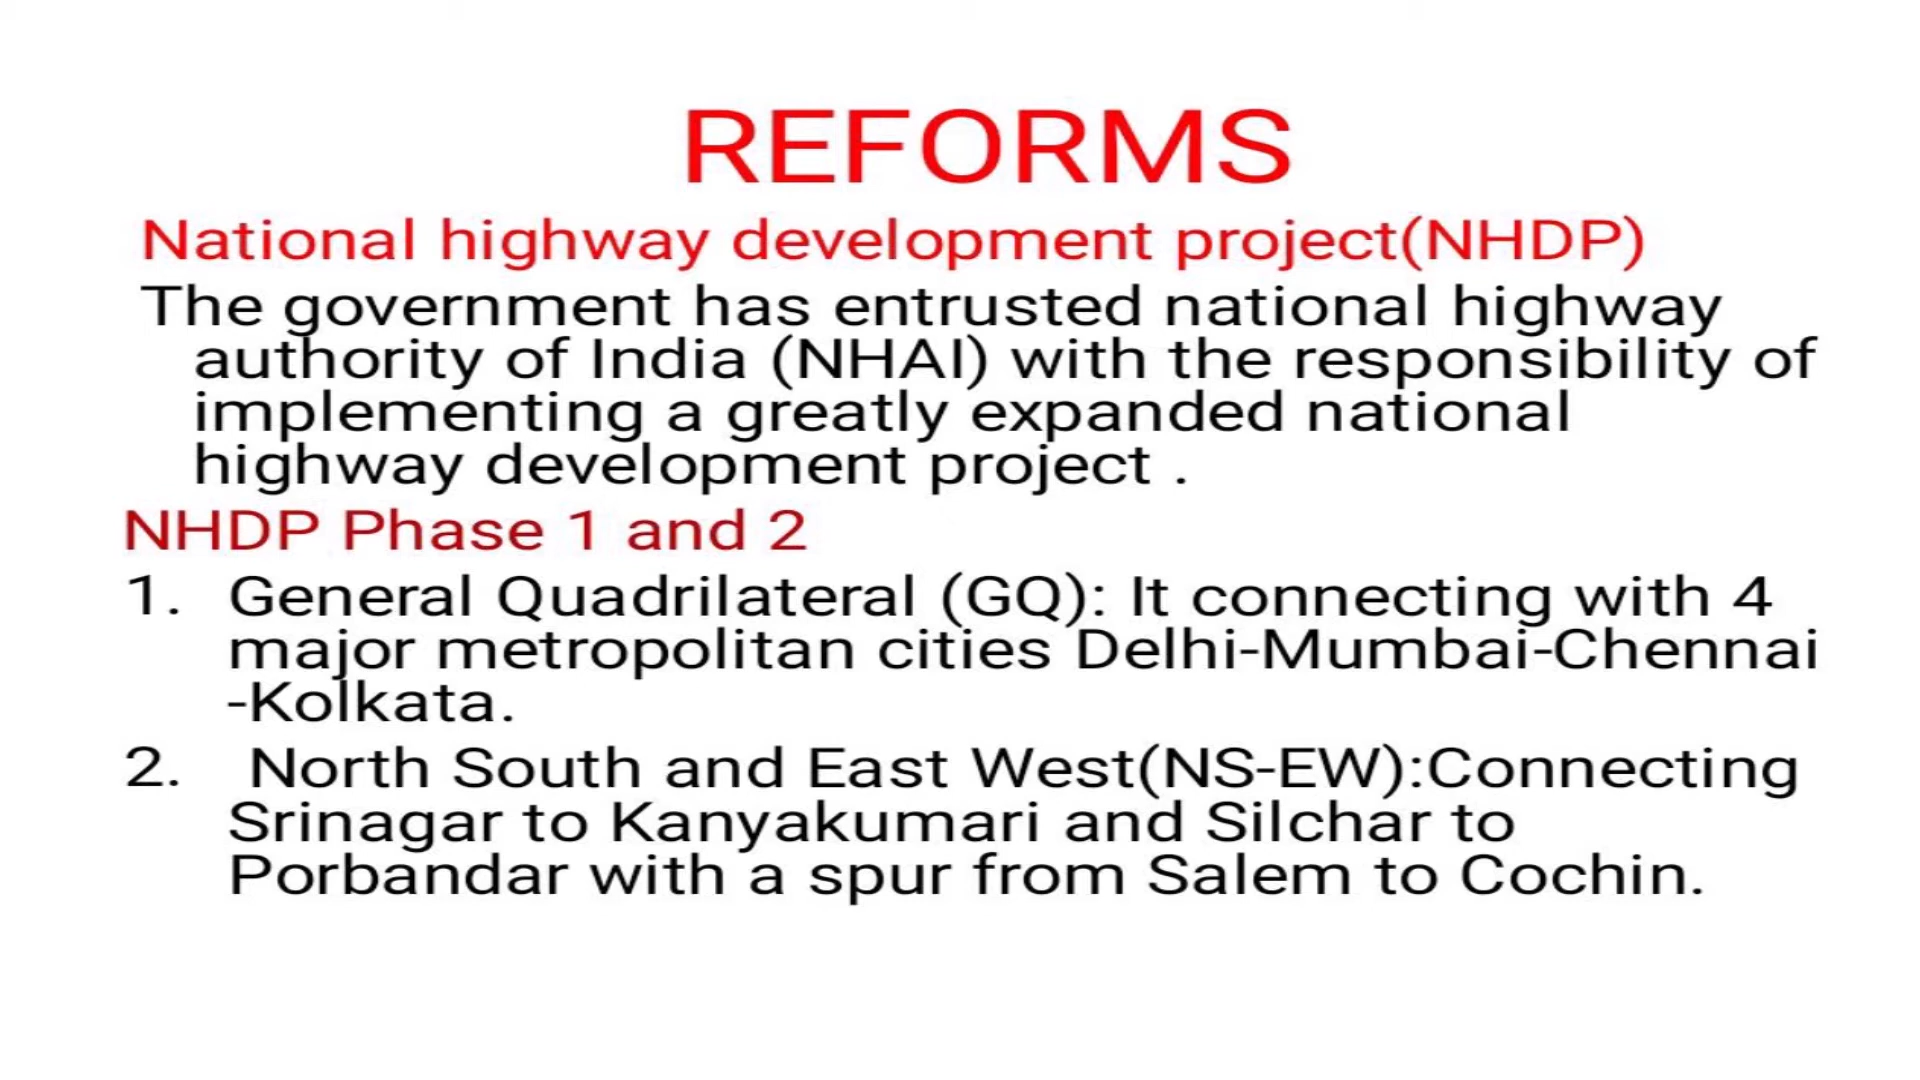 REFORMS
National highway development project(NHDP)
The government has entrusted national highway
authority of India (NHAI) with the responsibility of
implementing a greatly expanded national
highway development project .
NHDP Phase 1 and 2
1. General Quadrilateral (GQ): It connecting with 4
major metropolitan cities Delhi-Mumbai-Chennai
-Kolkata.
2. North South and East West(NS-EW):Connecting
Srinagar to Kanyakumari and Silchar to
Porbandar with a spur from Salem to Cochin.